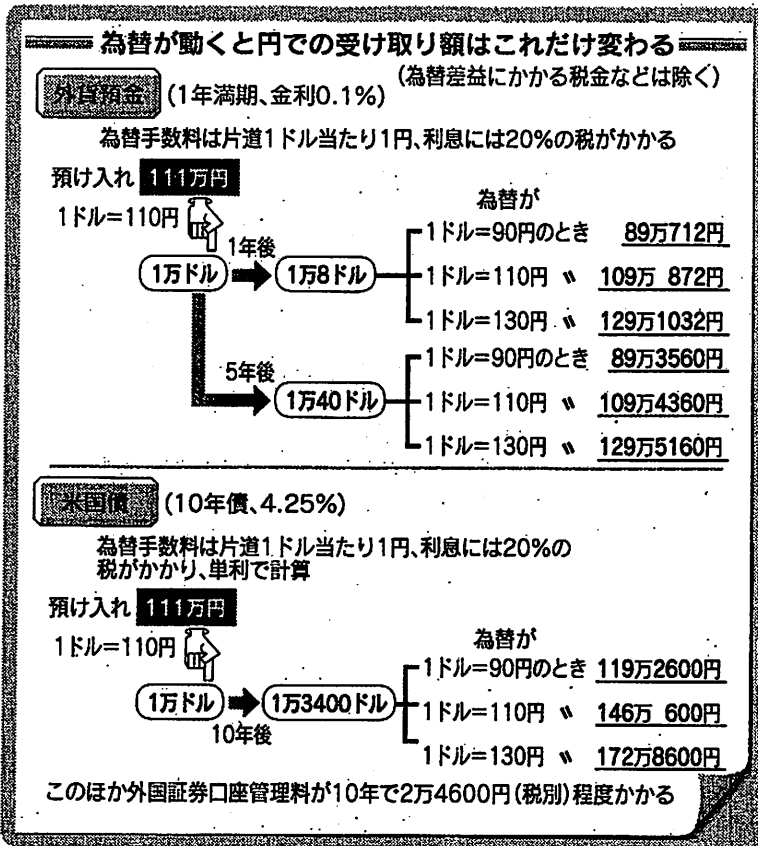 為替が動くと円での受け取り額はこれだけ変わる
(為替差益にかかる税金などは除く)
外貨預金 (1年満期、金利0.1%)
為替手数料は片道1ドル当たり1円、利息には20%の税がかかる
預け入れ 111万円
1ドル=110円
為替が
1年後
1万ドル 1万8ドル
1ドル=90円のとき 89万712円
1ドル=110円 〃 109万 872円
1ドル=130円 〃 129万1032円
5年後
1万40ドル
1ドル=90円のとき 89万3560円
1ドル=110円 〃 109万4360円
1ドル=130円 〃 129万5160円
米国債 (10年債、4.25%)
為替手数料は片道1ドル当たり1円、利息には20%の
税がかかり、単利で計算
預け入れ 111万円
1ドル=110円
為替が
1万ドル 1万3400ドル
10年後
1ドル=90円のとき 119万2600円
1ドル=110円 〃 146万 600円
1ドル=130円 〃 172万8600円
このほか外国証券口座管理料が10年で2万4600円(税別)程度かかる